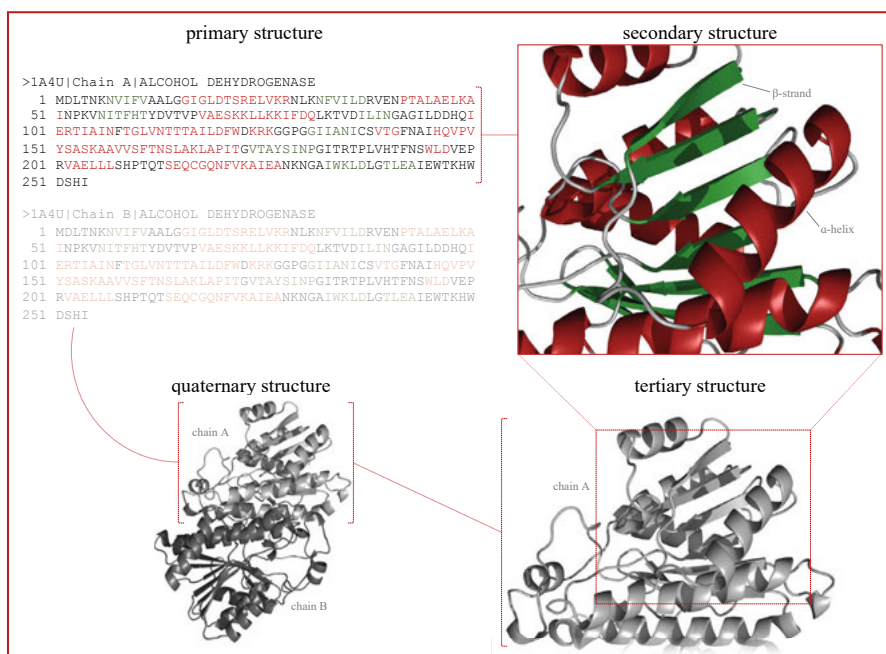 primary structure
>1A4U|Chain A|ALCOHOL DEHYDROGENASE
1 MDLTNKNVIFVAALGGIGLDTSRELVKRNLKNFVILDRVENPTALAELKA
51 INPKVNITFHTYDVTVPVAESKKLLKKIFDQLKTVDILINGAGILDDHQI
101 ERTIAINFTGLVNTTTAILDFWDKRKGGPGGIIANICSVTGFNAIHQVPV
151 YSASKAAVVSFTNSLAKLAPITGVTAYSINPGITRTPLVHTFNSWLDVEP
201 RVAELLLSHPTQTSEQCGQNFVKAIEANKNGAIWKLDLGTLEAIEWTKHW
251 DSHI
>1A4U|Chain B|ALCOHOL DEHYDROGENASE
1 MDLTNKNVIFVAALGGIGLDTSRELVKRNLKNFVILDRVENPTALAELKA
51 INPKVNITFHTYDVTVPVAESKKLLKKIFDQLKTVDILINGAGILDDHQI
101 ERTIAINFTGLVNTTTAILDFWDKRKGGPGGIIANICSVTGFNAIHQVPV
151 YSASKAAVVSFTNSLAKLAPITGVTAYSINPGITRTPLVHTFNSWLDVEP
201 RVAELLLSHPTQTSEQCGQNFVKAIEANKNGAIWKLDLGTLEAIEWTKHW
251 DSHI
secondary structure
β-strand
α-helix
quaternary structure
chain A
chain B
tertiary structure
chain A